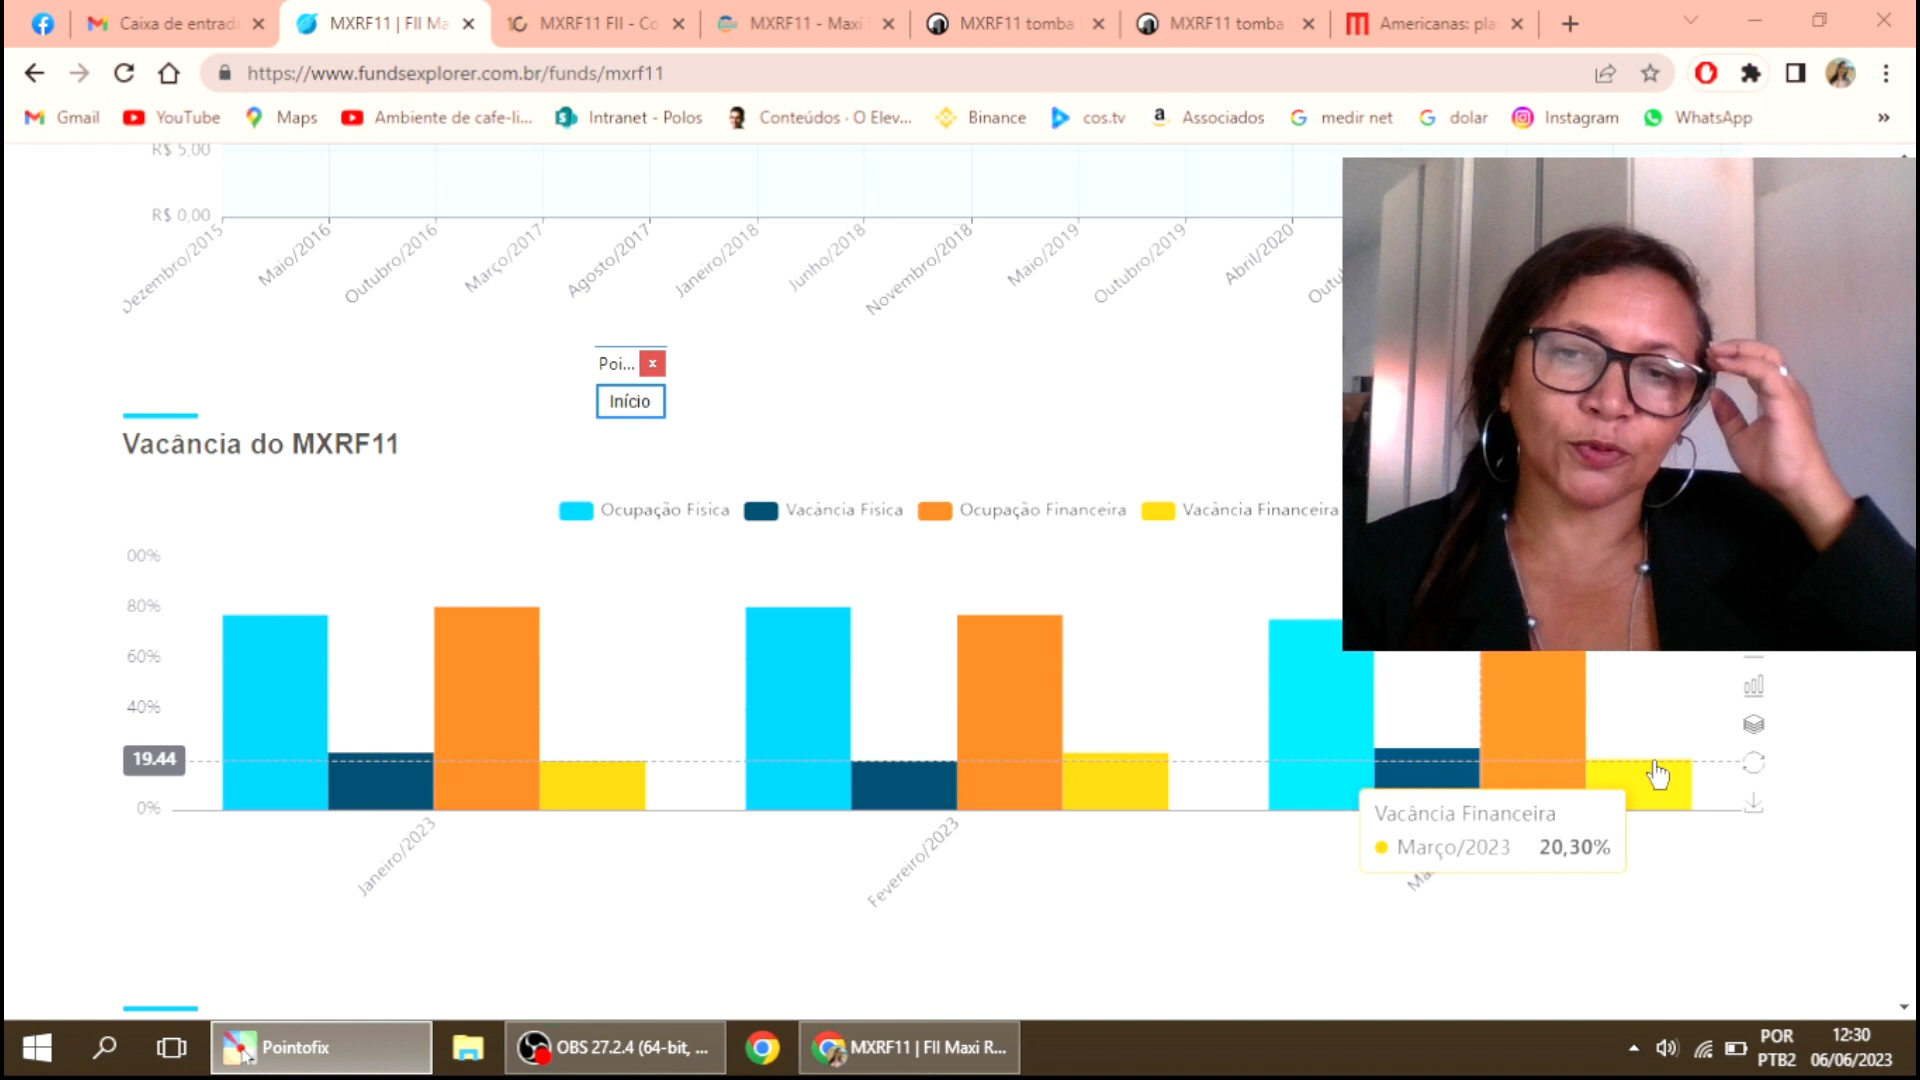 Caixa de entrada
MXRF11 | FII Ma
MXRF11 FII - Co
MXRF11 - Maxi
MXRF11 tomba
MXRF11 tomba
Americanas: pla
https://www.fundsexplorer.com.br/funds/mxrf11
Gmail
YouTube
Maps
Ambiente de cafe-li...
Intranet - Polos
Conteúdos · O Elev...
Binance
cos.tv
Associados
medir net
dolar
Instagram
WhatsApp
»
R$ 5,00
R$ 0,00
Dezembro/2015
Maio/2016
Outubro/2016
Março/2017
Agosto/2017
Janeiro/2018
Junho/2018
Novembro/2018
Maio/2019
Outubro/2019
Abril/2020
Outu
Poi... x
Início
Vacância do MXRF11
Ocupação Física
Vacância Física
Ocupação Financeira
Vacância Financeira
00%
80%
60%
40%
19.44
0%
Janeiro/2023
Fevereiro/2023
Ma
Vacância Financeira
Março/2023 20,30%
Pointofix
OBS 27.2.4 (64-bit, ...
MXRF11 | FII Maxi R...
POR
PTB2
12:30
06/06/2023